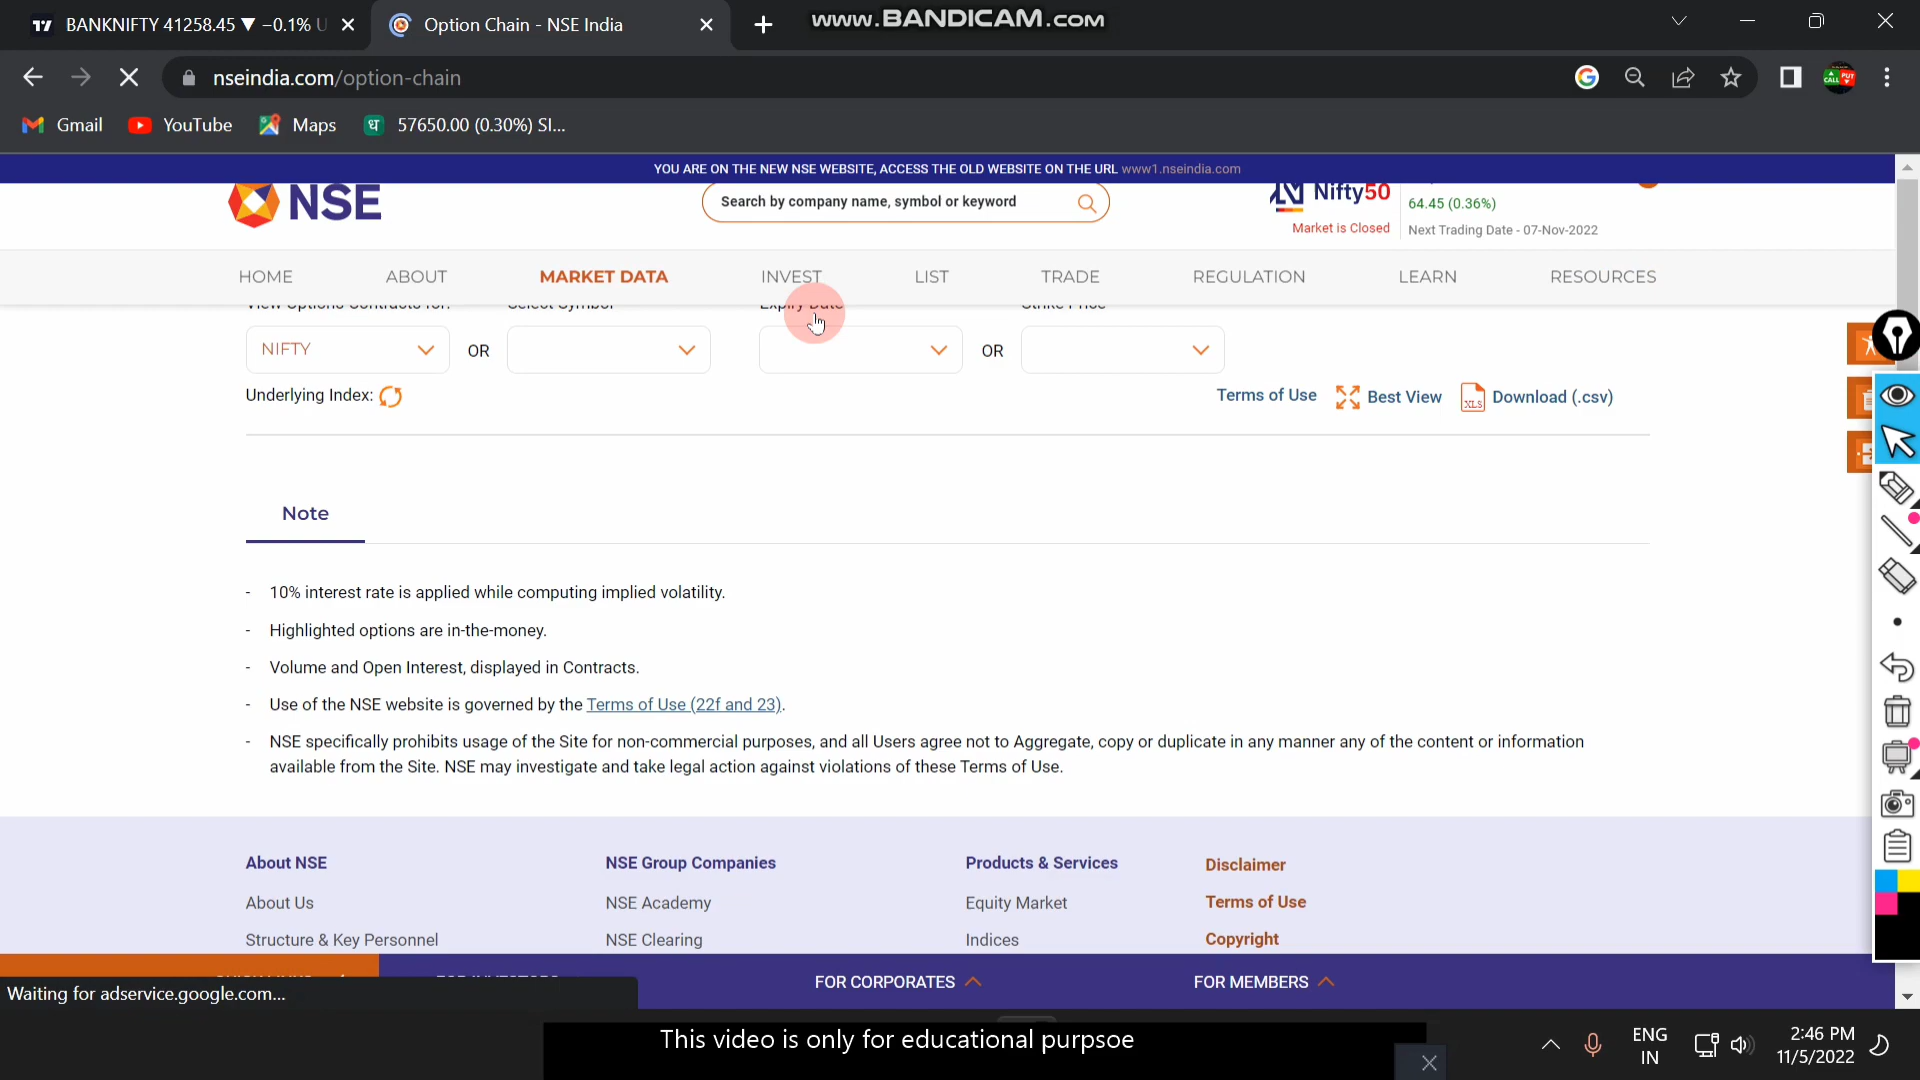 BANKNIFTY 41258.45 ▼ −0.1% U
Option Chain - NSE India
www.BANDICAM.com
nseindia.com/option-chain
Gmail
YouTube
Maps
57650.00 (0.30%) SI...
YOU ARE ON THE NEW NSE WEBSITE, ACCESS THE OLD WEBSITE ON THE URL www1.nseindia.com
NSE
Search by company name, symbol or keyword
Nifty50
64.45 (0.36%)
Market is Closed
Next Trading Date - 07-Nov-2022
HOME
ABOUT
MARKET DATA
INVEST
LIST
TRADE
REGULATION
LEARN
RESOURCES
View Options Contracts for:
Select Symbol
Expiry Date
Strike Price
NIFTY
OR
OR
Underlying Index:
Terms of Use
Best View
XLS
Download (.csv)
Note
- 10% interest rate is applied while computing implied volatility.
- Highlighted options are in-the-money.
- Volume and Open Interest, displayed in Contracts.
- Use of the NSE website is governed by the Terms of Use (22f and 23).
- NSE specifically prohibits usage of the Site for non-commercial purposes, and all Users agree not to Aggregate, copy or duplicate in any manner any of the content or information
available from the Site. NSE may investigate and take legal action against violations of these Terms of Use.
About NSE
NSE Group Companies
Products & Services
Disclaimer
About Us
NSE Academy
Equity Market
Terms of Use
Structure & Key Personnel
NSE Clearing
Indices
Copyright
FOR CORPORATES
FOR MEMBERS
Waiting for adservice.google.com...
This video is only for educational purpsoe
ENG
IN
2:46 PM
11/5/2022